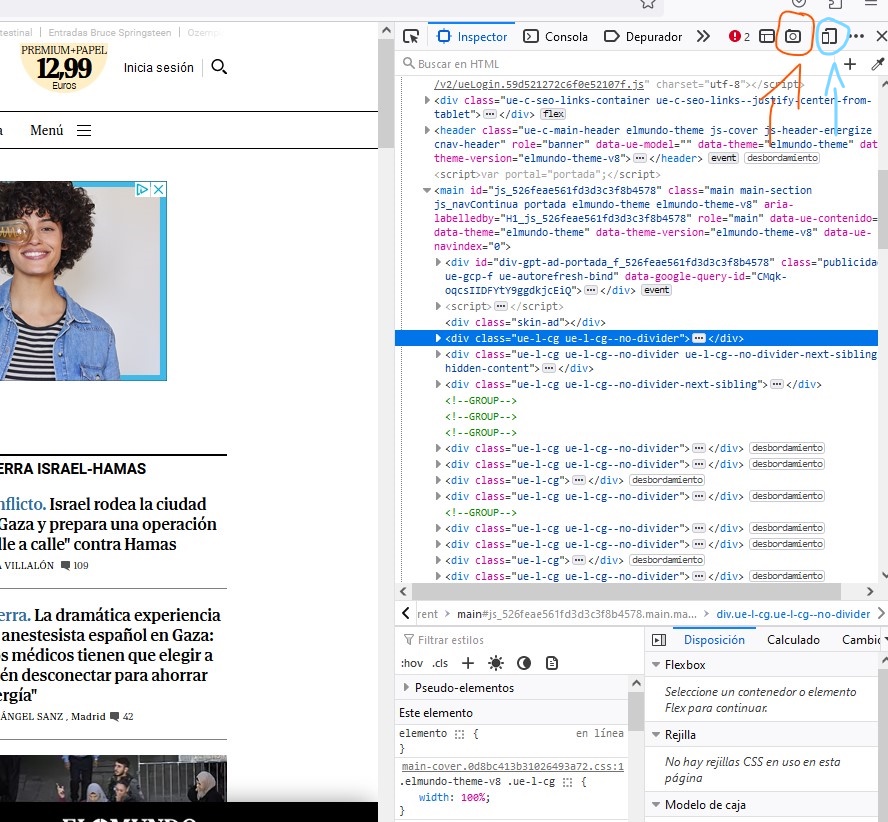 testinal | Entradas Bruce Springsteen | Ozemp
PREMIUM+PAPEL
12,99
Euros
Inicia sesión
a Menú
ERRA ISRAEL-HAMAS
nflicto. Israel rodea la ciudad
Gaza y prepara una operación
lle a calle" contra Hamas
A VILLALÓN 109
erra. La dramática experiencia
anestesista español en Gaza:
os médicos tienen que elegir a
én desconectar para ahorrar
ergía"
ÁNGEL SANZ , Madrid 42
EL MUNDO
Inspector Consola Depurador 2
Buscar en HTML
/v2/ueLogin.59d521272c6f0e52107f.js" charset="utf-8"></script>
<div class="ue-c-seo-links-container ue-c-seo-links--justify-center-from-
tablet"> ••• </div> flex
<header class="ue-c-main-header elmundo-theme js-cover js-header-energize
cnav-header" role="banner" data-ue-model="" data-theme="elmundo-theme" dat
theme-version="elmundo-theme-v8"> ••• </header> event desbordamiento
<script>var portal="portada";</script>
<main id="js_526feae561fd3d3c3f8b4578" class="main main-section
js_navContinua portada elmundo-theme elmundo-theme-v8" aria-
labelledby="H1_js_526feae561fd3d3c3f8b4578" role="main" data-ue-contenido=
data-theme="elmundo-theme" data-theme-version="elmundo-theme-v8" data-ue-
navindex="0">
<div id="div-gpt-ad-portada_f_526feae561fd3d3c3f8b4578" class="publicida
ue-gcp-f ue-autorefresh-bind" data-google-query-id="CMqk-
oqcsIIDFYtY9ggdkjcEiQ"> ••• </div> event
<script> ••• </script>
<div class="skin-ad"></div>
<div class="ue-l-cg ue-l-cg--no-divider"> ••• </div>
<div class="ue-l-cg ue-l-cg--no-divider ue-l-cg--no-divider-next-sibling
hidden-content"> ••• </div>
<div class="ue-l-cg ue-l-cg--no-divider-next-sibling"> ••• </div>
<!--GROUP-->
<!--GROUP-->
<!--GROUP-->
<div class="ue-l-cg ue-l-cg--no-divider"> ••• </div> desbordamiento
<div class="ue-l-cg ue-l-cg--no-divider"> ••• </div> desbordamiento
<div class="ue-l-cg"> ••• </div> desbordamiento
<div class="ue-l-cg ue-l-cg--no-divider"> ••• </div> desbordamiento
<!--GROUP-->
<div class="ue-l-cg ue-l-cg--no-divider"> ••• </div> desbordamiento
<div class="ue-l-cg ue-l-cg--no-divider"> ••• </div> desbordamiento
<div class="ue-l-cg"> ••• </div> desbordamiento
<div class="ue-l-cg ue-l-cg--no-divider"> ••• </div> desbordamiento
rent > main#js_526feae561fd3d3c3f8b4578.main.ma... > div.ue-l-cg.ue-l-cg--no-divider
Filtrar estilos
:hov .cls +
Pseudo-elementos
Este elemento
elemento { en línea
}
main-cover.0d8bc413b31026493a72.css:1
.elmundo-theme-v8 .ue-l-cg {
width: 100%;
}
Disposición Calculado Cambio
Flexbox
Seleccione un contenedor o elemento
Flex para continuar.
Rejilla
No hay rejillas CSS en uso en esta
página
Modelo de caja